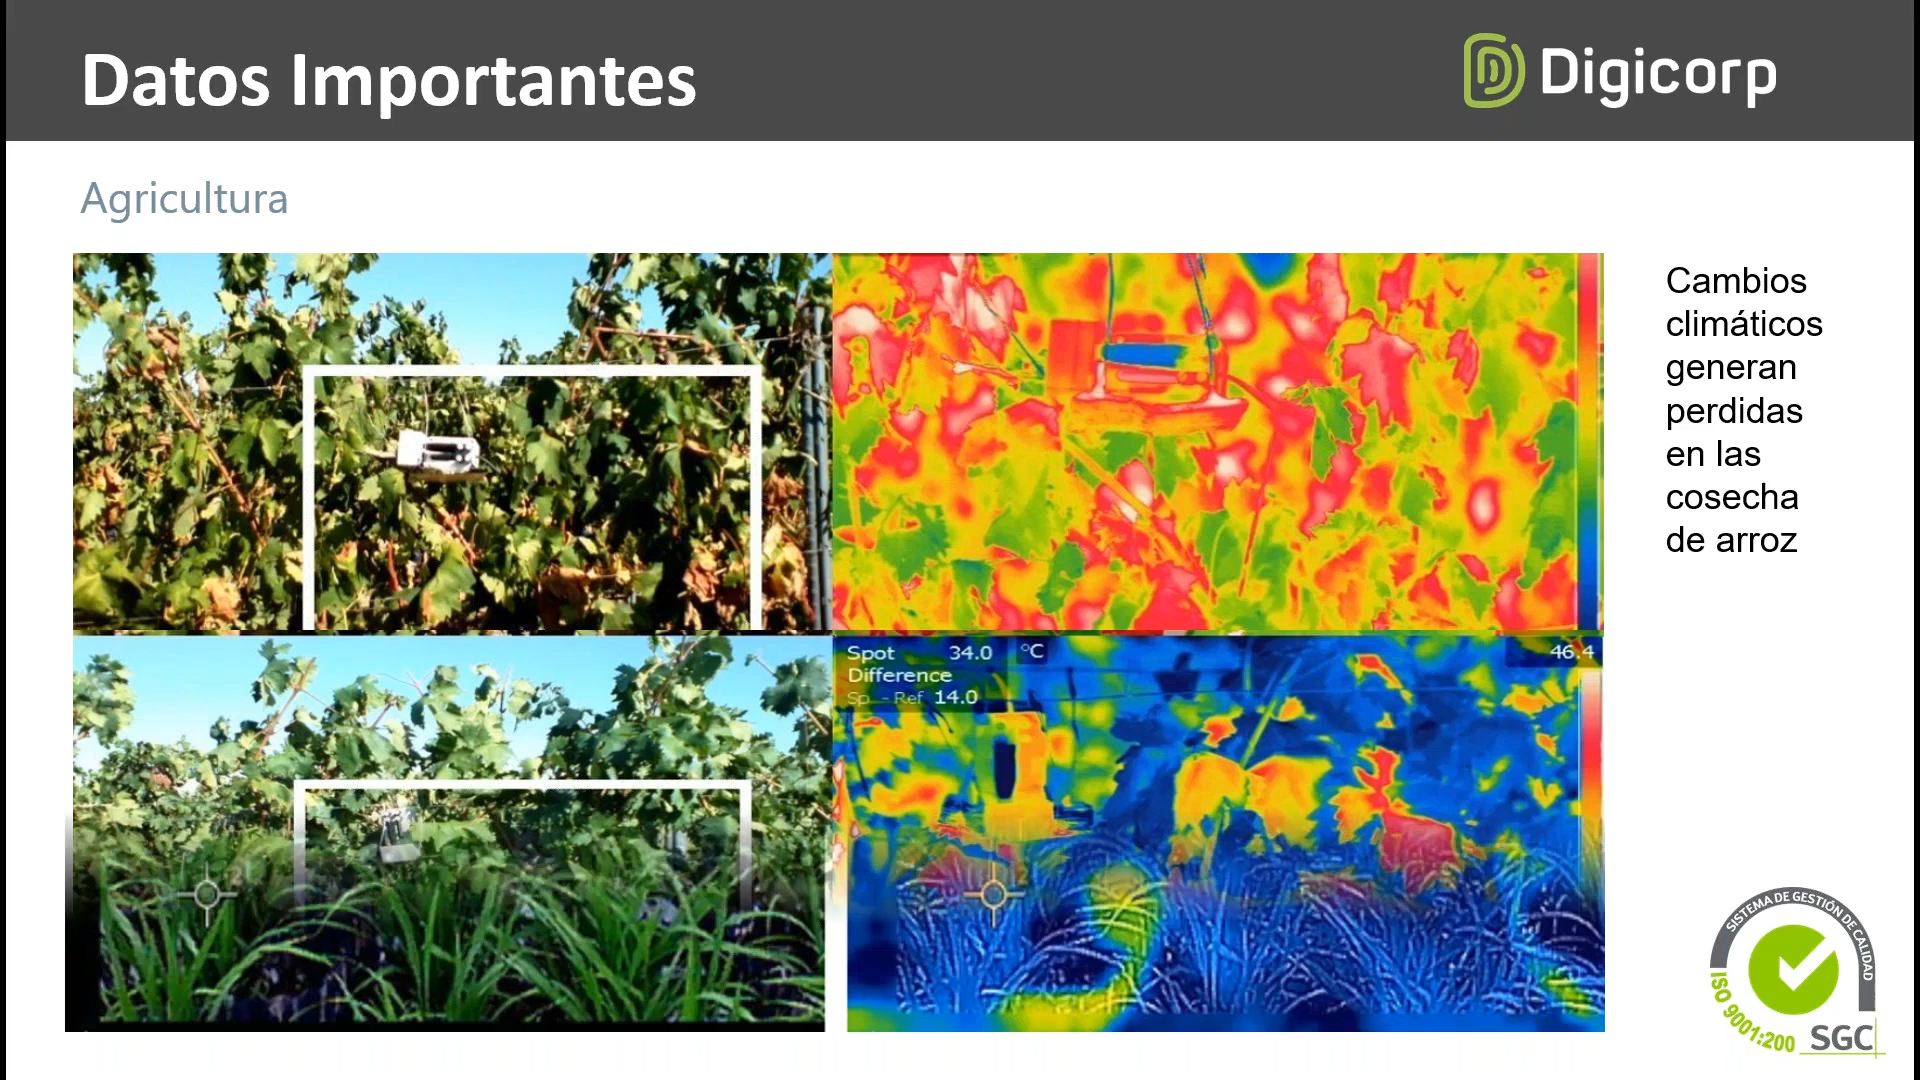 Datos Importantes
Digicorp
Agricultura
Cambios
climáticos
generan
perdidas
en las
cosecha
de arroz
Spot 34.0 °C
46.4
Difference
Sp - Ref 14.0
SISTEMA DE GESTIÓN DE CALIDAD
ISO 9001:200
SGC